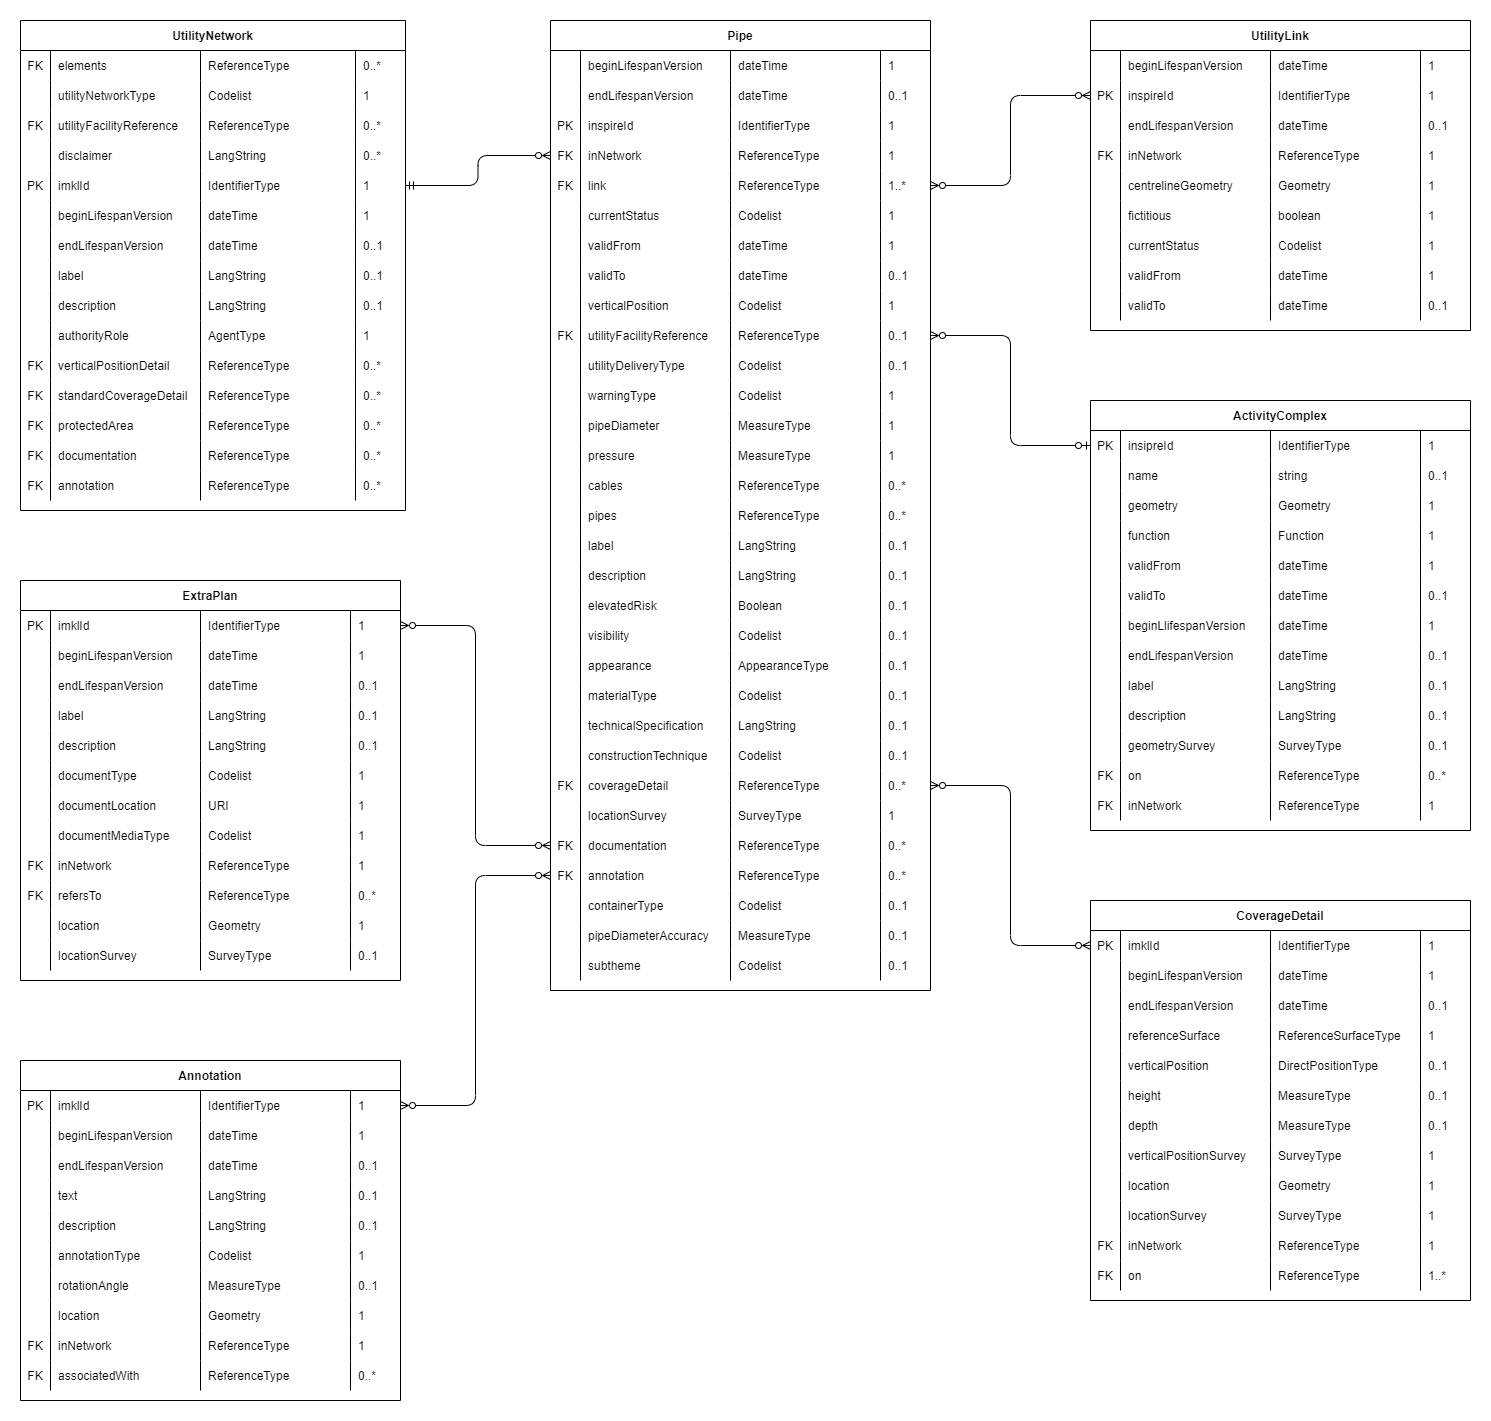 UtilityNetwork
FK elements ReferenceType 0..*
utilityNetworkType Codelist 1
FK utilityFacilityReference ReferenceType 0..*
disclaimer LangString 0..*
PK imklId IdentifierType 1
beginLifespanVersion dateTime 1
endLifespanVersion dateTime 0..1
label LangString 0..1
description LangString 0..1
authorityRole AgentType 1
FK verticalPositionDetail ReferenceType 0..*
FK standardCoverageDetail ReferenceType 0..*
FK protectedArea ReferenceType 0..*
FK documentation ReferenceType 0..*
FK annotation ReferenceType 0..*
ExtraPlan
PK imklId IdentifierType 1
beginLifespanVersion dateTime 1
endLifespanVersion dateTime 0..1
label LangString 0..1
description LangString 0..1
documentType Codelist 1
documentLocation URI 1
documentMediaType Codelist 1
FK inNetwork ReferenceType 1
FK refersTo ReferenceType 0..*
location Geometry 1
locationSurvey SurveyType 0..1
Annotation
PK imklId IdentifierType 1
beginLifespanVersion dateTime 1
endLifespanVersion dateTime 0..1
text LangString 0..1
description LangString 0..1
annotationType Codelist 1
rotationAngle MeasureType 0..1
location Geometry 1
FK inNetwork ReferenceType 1
FK associatedWith ReferenceType 0..*
Pipe
beginLifespanVersion dateTime 1
endLifespanVersion dateTime 0..1
PK inspireId IdentifierType 1
FK inNetwork ReferenceType 1
FK link ReferenceType 1..*
currentStatus Codelist 1
validFrom dateTime 1
validTo dateTime 0..1
verticalPosition Codelist 1
FK utilityFacilityReference ReferenceType 0..1
utilityDeliveryType Codelist 0..1
warningType Codelist 1
pipeDiameter MeasureType 1
pressure MeasureType 1
cables ReferenceType 0..*
pipes ReferenceType 0..*
label LangString 0..1
description LangString 0..1
elevatedRisk Boolean 0..1
visibility Codelist 0..1
appearance AppearanceType 0..1
materialType Codelist 0..1
technicalSpecification LangString 0..1
constructionTechnique Codelist 0..1
FK coverageDetail ReferenceType 0..*
locationSurvey SurveyType 1
FK documentation ReferenceType 0..*
FK annotation ReferenceType 0..*
containerType Codelist 0..1
pipeDiameterAccuracy MeasureType 0..1
subtheme Codelist 0..1
UtilityLink
beginLifespanVersion dateTime 1
PK inspireId IdentifierType 1
endLifespanVersion dateTime 0..1
FK inNetwork ReferenceType 1
centrelineGeometry Geometry 1
fictitious boolean 1
currentStatus Codelist 1
validFrom dateTime 1
validTo dateTime 0..1
ActivityComplex
PK insipreId IdentifierType 1
name string 0..1
geometry Geometry 1
function Function 1
validFrom dateTime 1
validTo dateTime 0..1
beginLlifespanVersion dateTime 1
endLifespanVersion dateTime 0..1
label LangString 0..1
description LangString 0..1
geometrySurvey SurveyType 0..1
FK on ReferenceType 0..*
FK inNetwork ReferenceType 1
CoverageDetail
PK imklId IdentifierType 1
beginLifespanVersion dateTime 1
endLifespanVersion dateTime 0..1
referenceSurface ReferenceSurfaceType 1
verticalPosition DirectPositionType 0..1
height MeasureType 0..1
depth MeasureType 0..1
verticalPositionSurvey SurveyType 1
location Geometry 1
locationSurvey SurveyType 1
FK inNetwork ReferenceType 1
FK on ReferenceType 1..*